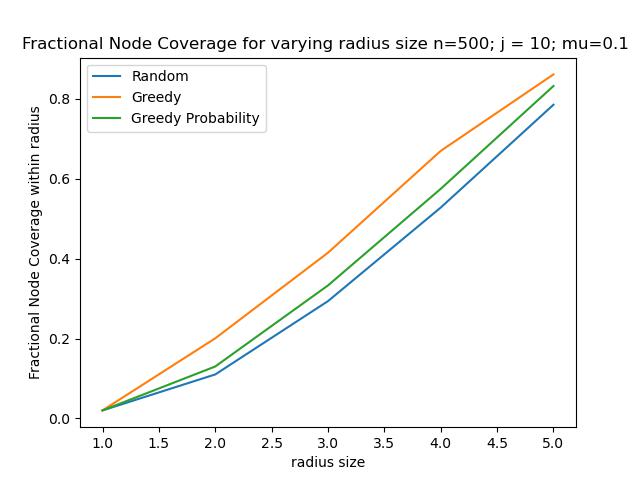 Fractional Node Coverage for varying radius size n=500; j = 10; mu=0.1
Random
Greedy
Greedy Probability
Fractional Node Coverage within radius
0.8
0.6
0.4
0.2
0.0
1.0 1.5 2.0 2.5 3.0 3.5 4.0 4.5 5.0
radius size